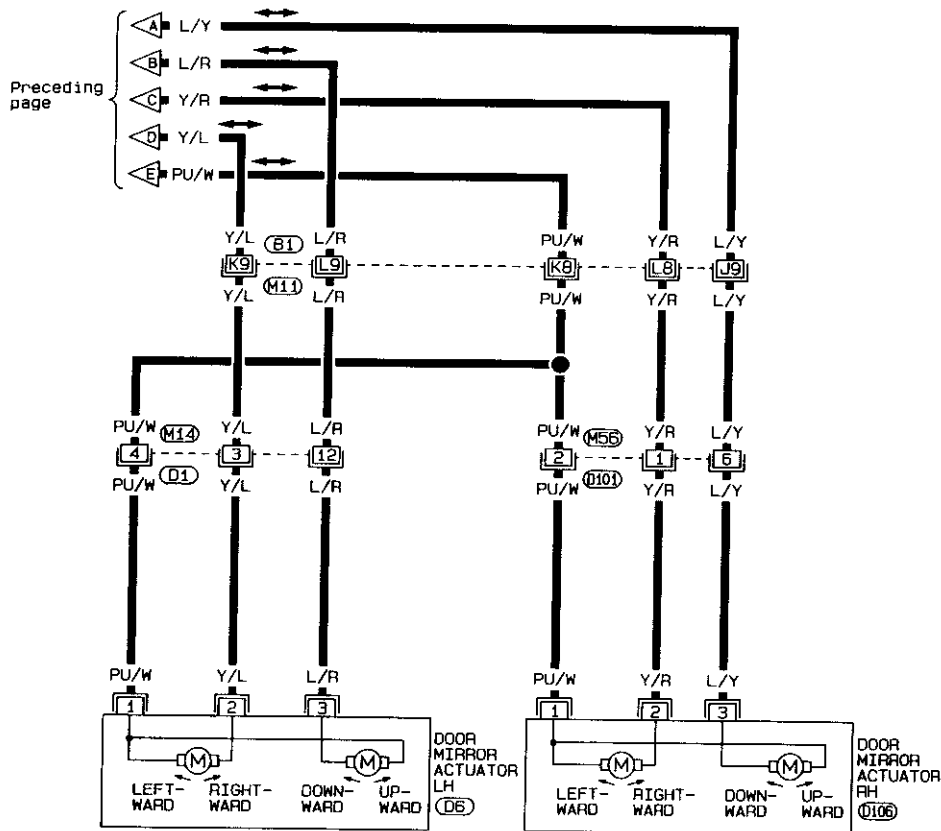 A L/Y
B L/R
Preceding
page
C Y/R
D Y/L
E PU/W
Y/L B1 L/R PU/W Y/R L/Y
K9 L9 K8 L8 J9
Y/L M11 L/R PU/W Y/R L/Y
PU/W M14 Y/L L/R PU/W M56 Y/R L/Y
4 3 12 2 1 6
PU/W D1 Y/L L/R PU/W D101 Y/R L/Y
PU/W Y/L L/R PU/W Y/R L/Y
1 2 3 1 2 3
M M
DOOR
MIRROR
ACTUATOR
LH
D6
LEFT-
WARD
RIGHT-
WARD
DOWN-
WARD
UP-
WARD
M M
DOOR
MIRROR
ACTUATOR
RH
D106
LEFT-
WARD
RIGHT-
WARD
DOWN-
WARD
UP-
WARD